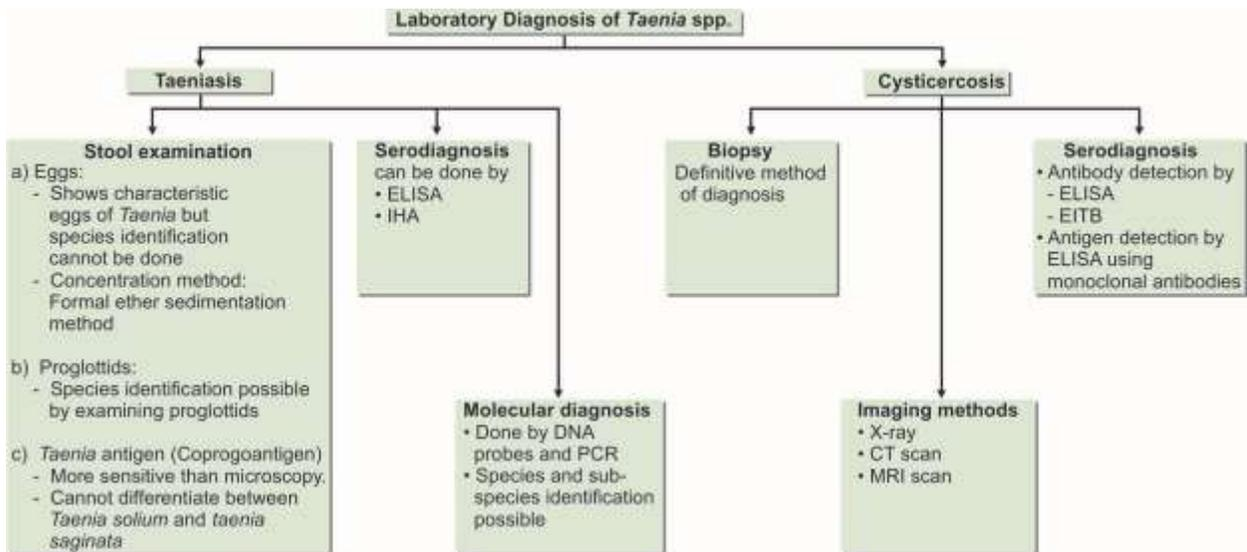 Laboratory Diagnosis of Taenia spp.
Taeniasis
Cysticercosis
Stool examination
a) Eggs:
- Shows characteristic
eggs of Taenia but
species identification
cannot be done
- Concentration method:
Formal ether sedimentation
method
b) Proglottids:
- Species identification possible
by examining proglottids
c) Taenia antigen (Coprogoantigen)
- More sensitive than microscopy.
- Cannot differentiate between
Taenia solium and taenia
saginata
Serodiagnosis
can be done by
• ELISA
• IHA
Molecular diagnosis
• Done by DNA
probes and PCR
• Species and sub-
species identification
possible
Biopsy
Definitive method
of diagnosis
Imaging methods
• X-ray
• CT scan
• MRI scan
Serodiagnosis
• Antibody detection by
- ELISA
- EITB
• Antigen detection by
ELISA using
monoclonal antibodies